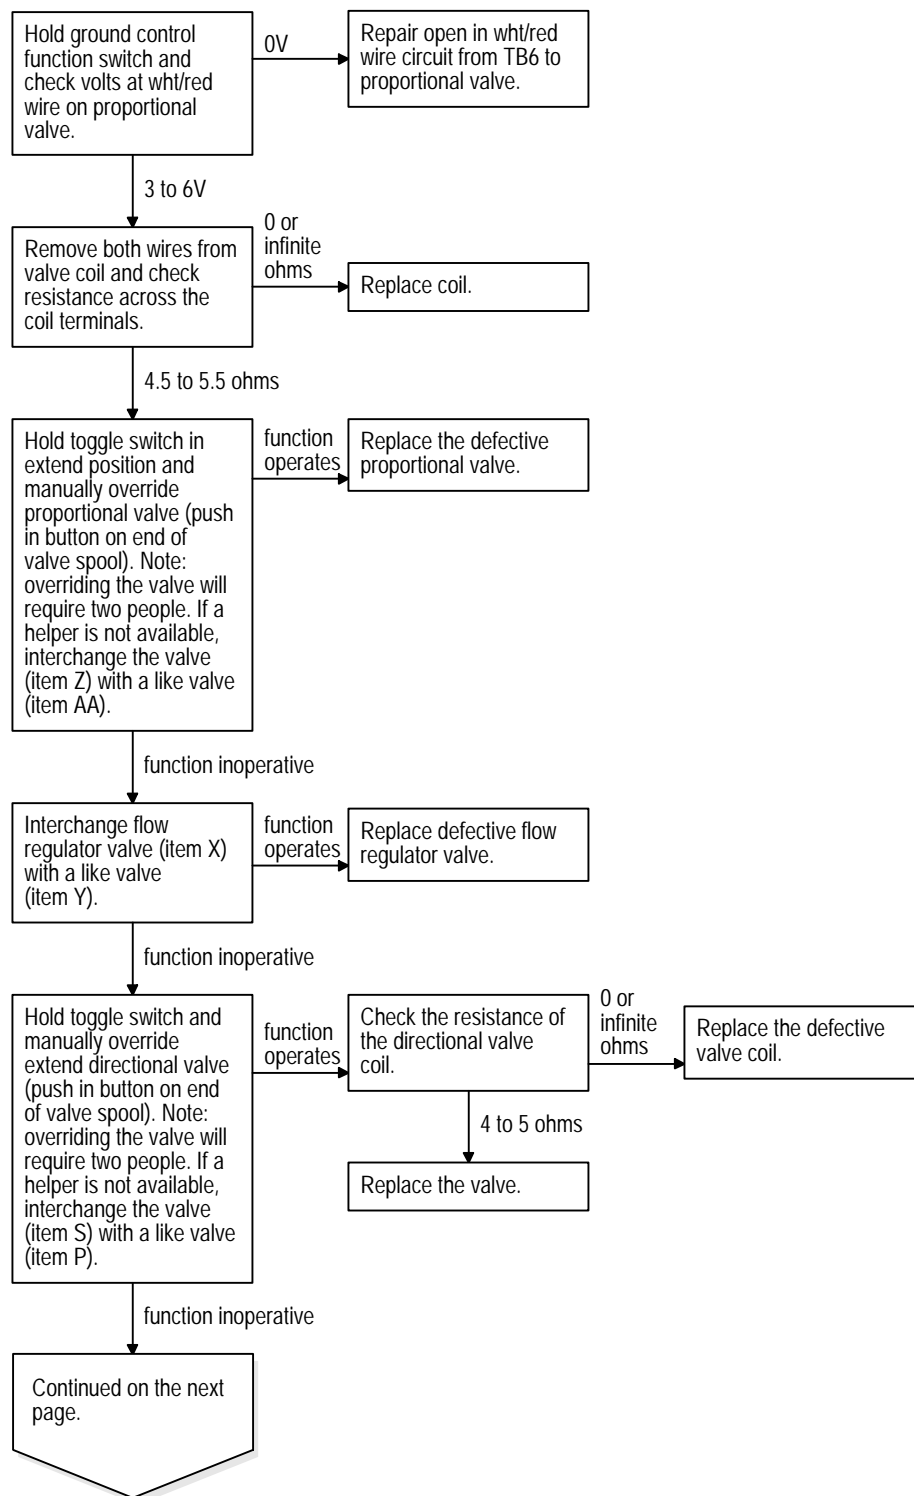 Hold ground control
function switch and
check volts at wht/red
wire on proportional
valve.
0V
Repair open in wht/red
wire circuit from TB6 to
proportional valve.
3 to 6V
Remove both wires from
valve coil and check
resistance across the
coil terminals.
0 or
infinite
ohms
Replace coil.
4.5 to 5.5 ohms
Hold toggle switch in
extend position and
manually override
proportional valve (push
in button on end of
valve spool). Note:
overriding the valve will
require two people. If a
helper is not available,
interchange the valve
(item Z) with a like valve
(item AA).
function
operates
Replace the defective
proportional valve.
function inoperative
Interchange flow
regulator valve (item X)
with a like valve
(item Y).
function
operates
Replace defective flow
regulator valve.
function inoperative
Hold toggle switch and
manually override
extend directional valve
(push in button on end
of valve spool). Note:
overriding the valve will
require two people. If a
helper is not available,
interchange the valve
(item S) with a like valve
(item P).
function
operates
Check the resistance of
the directional valve
coil.
0 or
infinite
ohms
Replace the defective
valve coil.
4 to 5 ohms
Replace the valve.
function inoperative
Continued on the next
page.